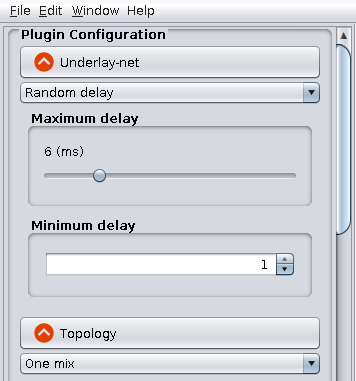 File Edit Window Help
Plugin Configuration
Underlay-net
Random delay
Maximum delay
6 (ms)
Minimum delay
1
Topology
One mix